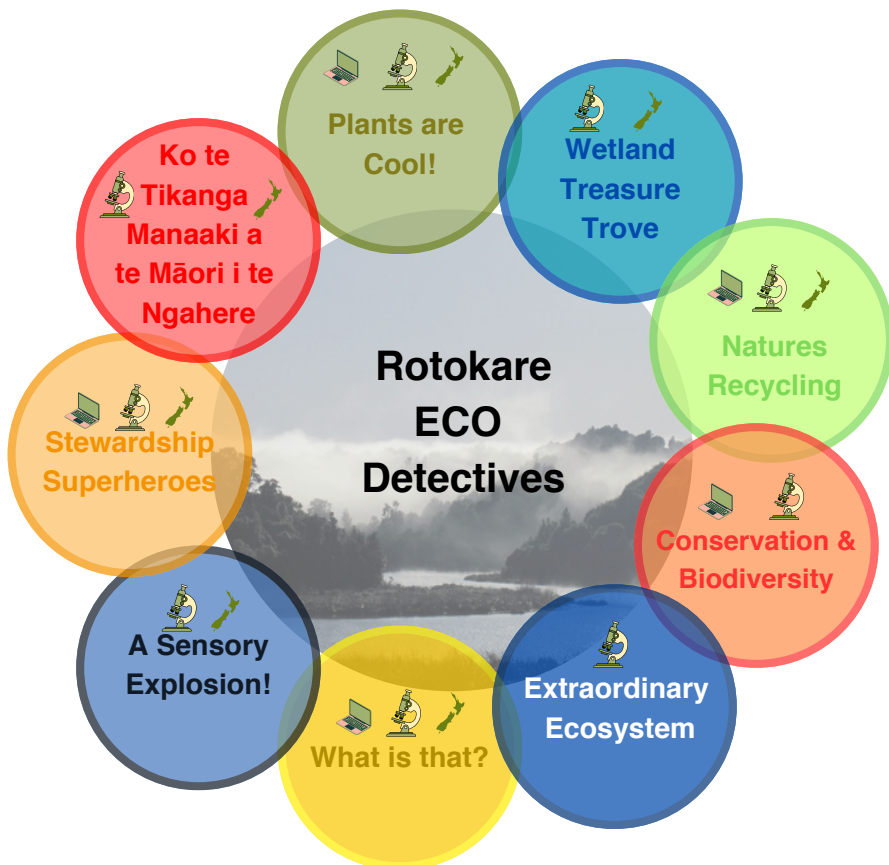 Plants are
Cool!
Wetland
Treasure
Trove
Natures
Recycling
Conservation &
Biodiversity
Extraordinary
Ecosystem
What is that?
A Sensory
Explosion!
Stewardship
Superheroes
Ko te
Tikanga
Manaaki a
te Māori i te
Ngahere
Rotokare
ECO
Detectives